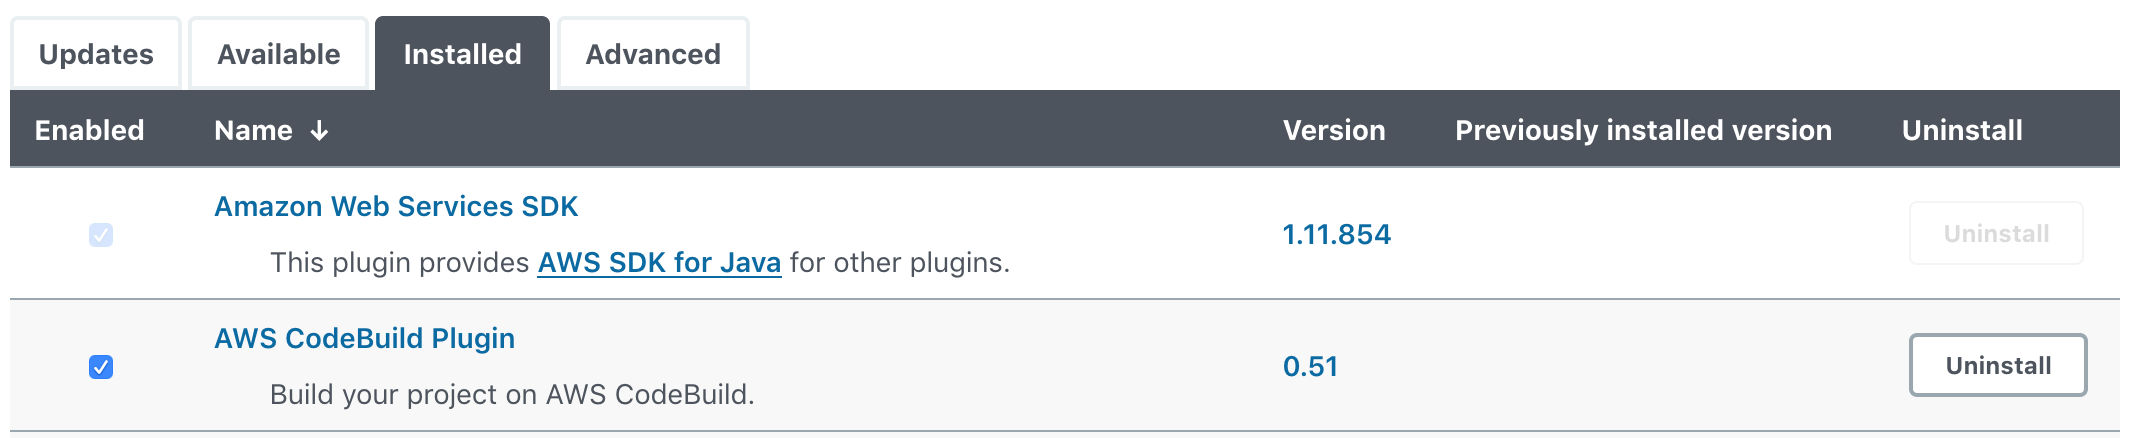 Updates Available Installed Advanced
Enabled Name ↓ Version Previously installed version Uninstall
Amazon Web Services SDK
This plugin provides AWS SDK for Java for other plugins.
1.11.854
Uninstall
AWS CodeBuild Plugin
Build your project on AWS CodeBuild.
0.51
Uninstall